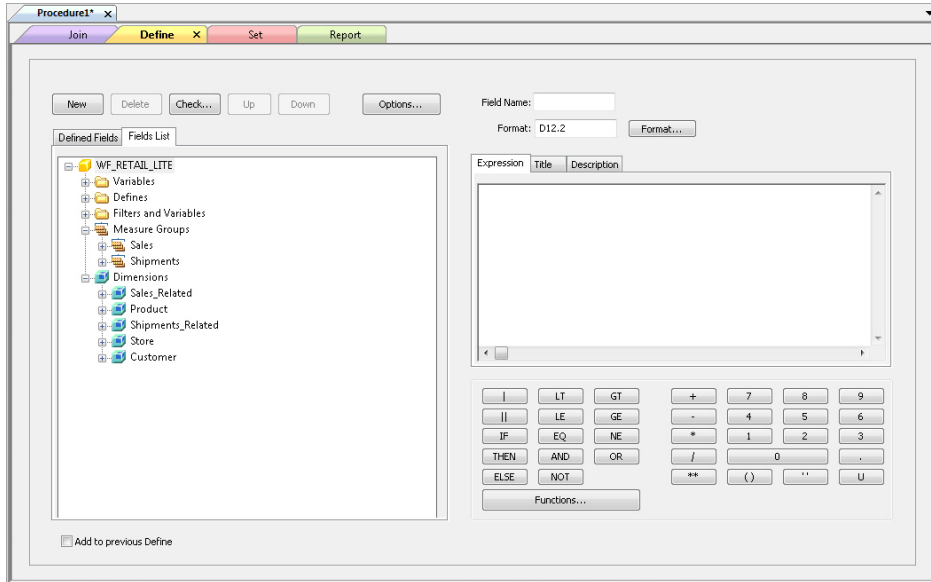 Procedure1* x
Join Define x Set Report
New Delete Check... Up Down Options... Field Name:
Format: D12.2 Format...
Defined Fields Fields List
Expression Title Description
WF_RETAIL_LITE
Variables
Defines
Filters and Variables
Measure Groups
Sales
Shipments
Dimensions
Sales_Related
Product
Shipments_Related
Store
Customer
| LT GT + 7 8 9
|| LE GE - 4 5 6
IF EQ NE * 1 2 3
THEN AND OR / 0 .
ELSE NOT ** () ' ' U
Functions...
Add to previous Define